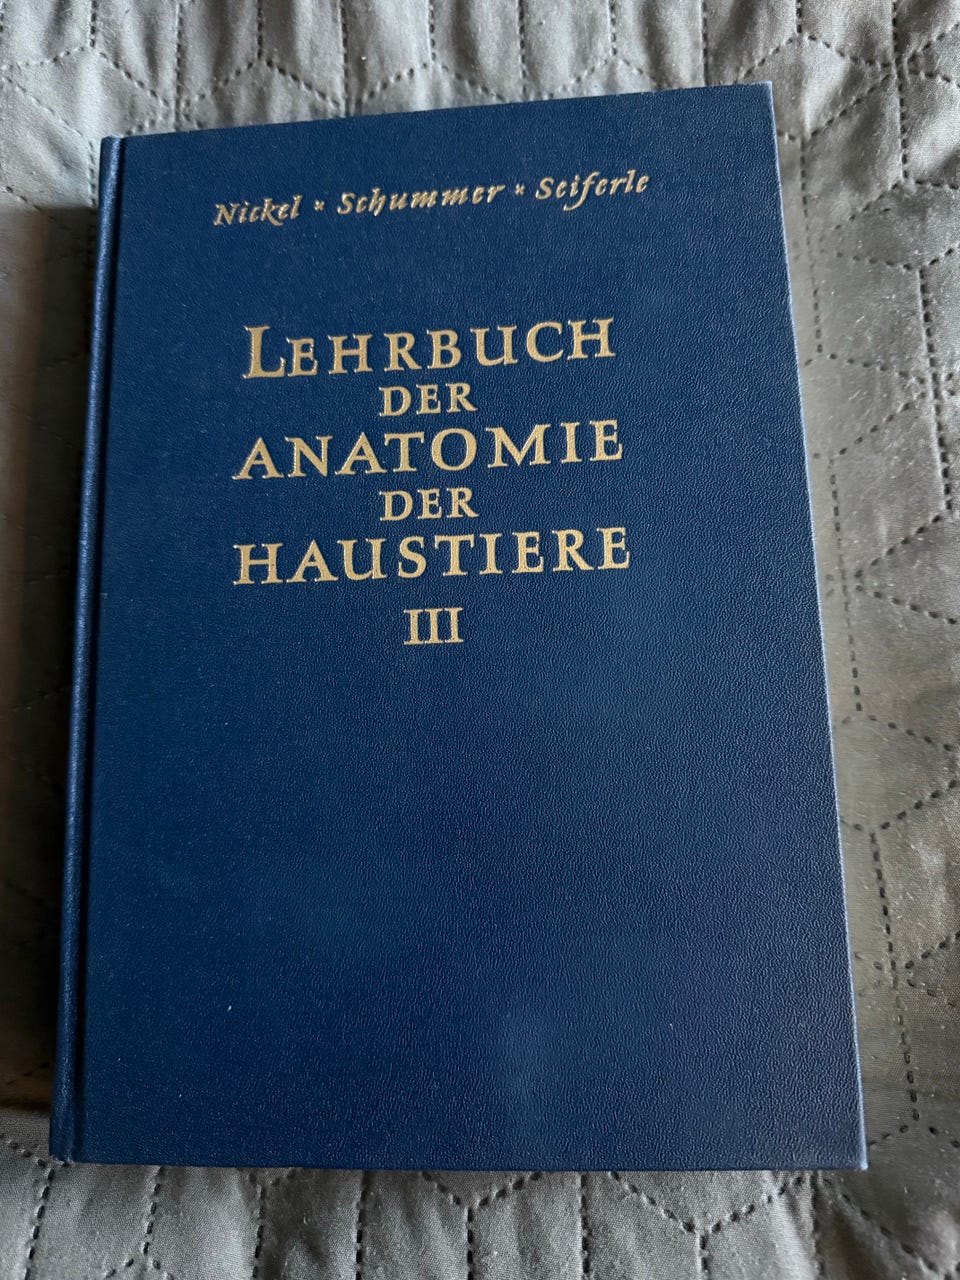 Nickel * Schummer * Seiferle
LEHRBUCH
DER
ANATOMIE
DER
HAUSTIERE
III